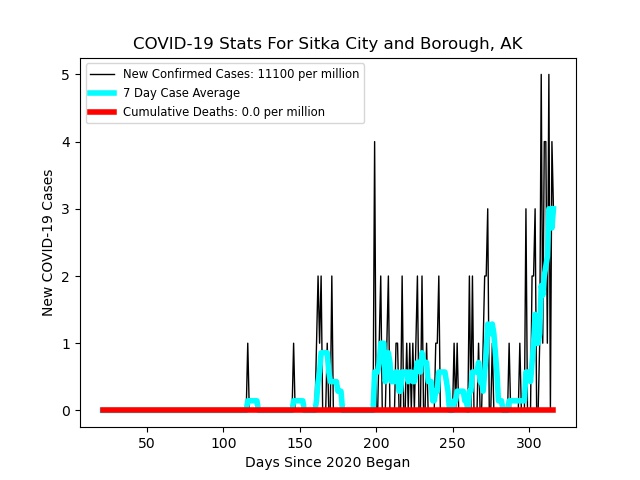 COVID-19 Stats For Sitka City and Borough, AK
New Confirmed Cases: 11100 per million
7 Day Case Average
Cumulative Deaths: 0.0 per million
5
4
3
2
1
0
New COVID-19 Cases
50 100 150 200 250 300
Days Since 2020 Began